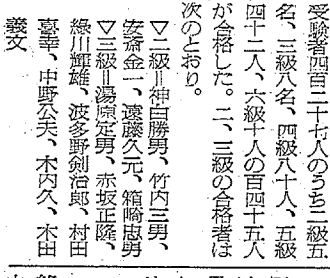 受験者四百二十七人のうち二級五
名、三級八名、四級八十人、五級
四十二人、六級十人の百四十五人
が合格した。二、三級の合格者は
次のとおり。
▽二級＝神白勝男、竹内三男、
安斎金一、遠藤久元、箱崎忠男
▽三級＝湯原定男、赤坂正隆、
緑川輝雄、波多野剣治郎、村田
喜幸、中野公夫、木内久、木田
義文